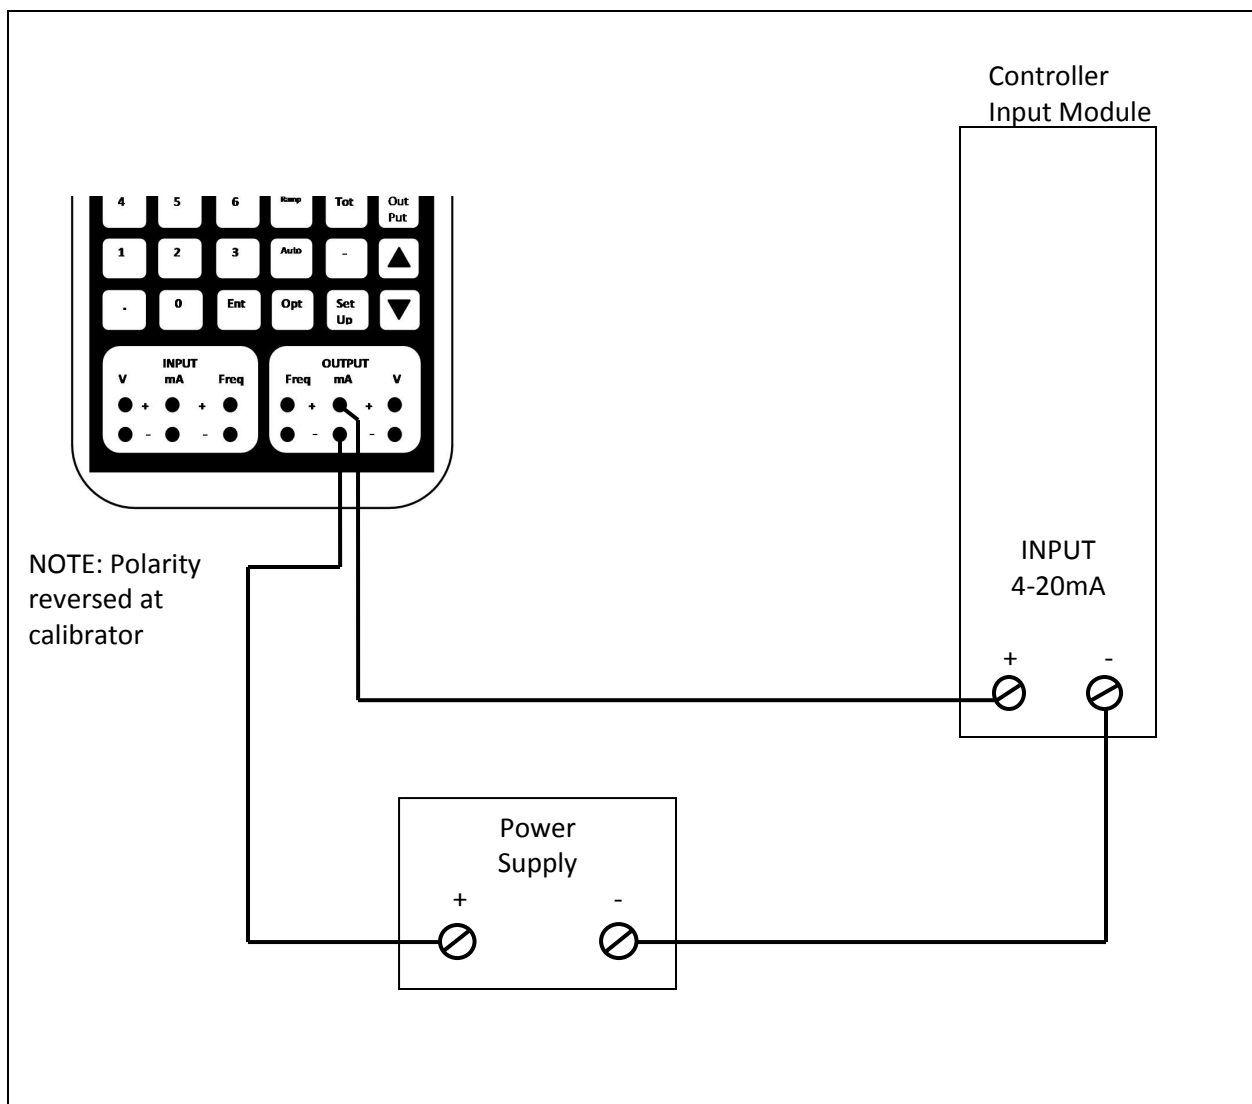 Controller
Input Module
4 5 6 Ramp Tot Out
Put
1 2 3 Auto -
. 0 Ent Opt Set
Up
INPUT
V mA Freq
+ +
- -
OUTPUT
Freq mA V
+ +
- -
NOTE: Polarity
reversed at
calibrator
INPUT
4-20mA
+ -
Power
Supply
+ -